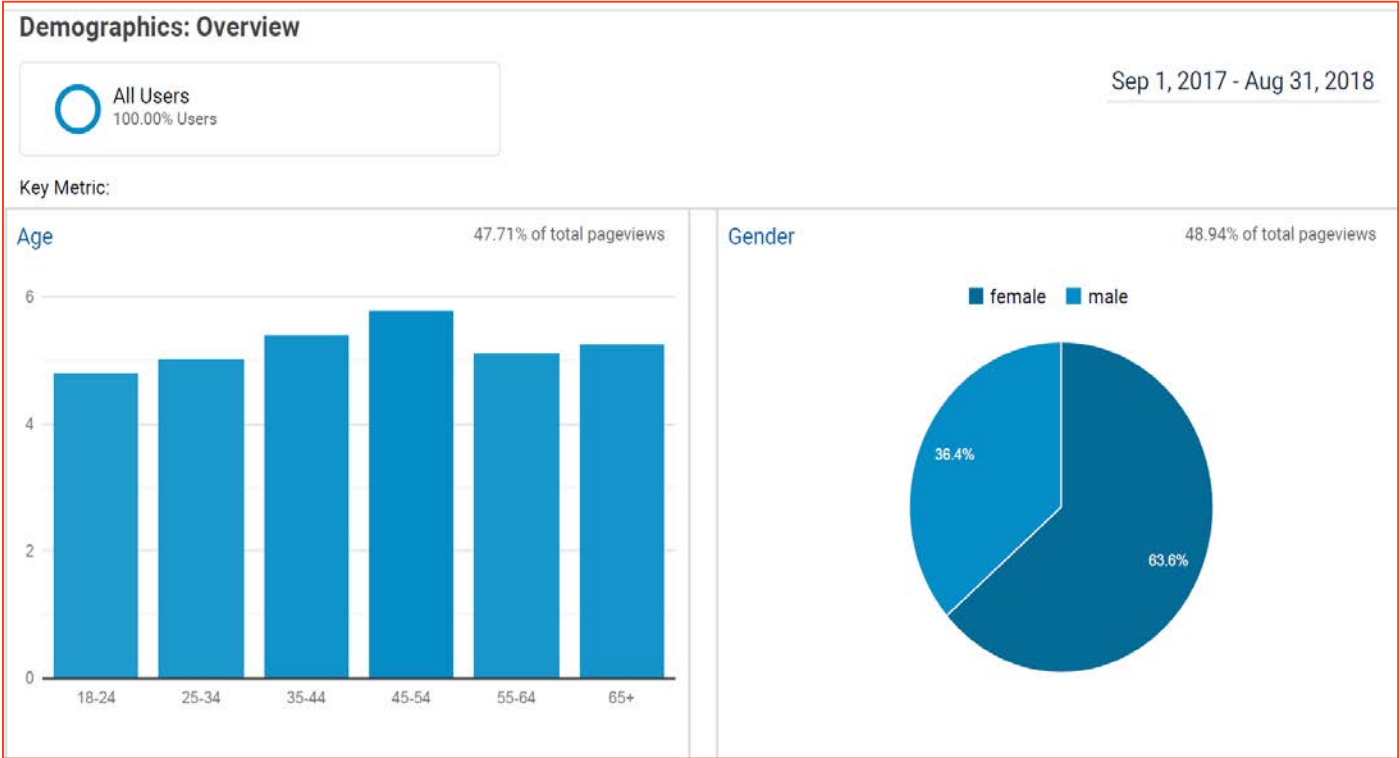 Demographics: Overview
All Users
100.00% Users
Sep 1, 2017 - Aug 31, 2018
Key Metric:
Age
47.71% of total pageviews
6
4
2
0
18-24 25-34 35-44 45-54 55-64 65+
Gender
48.94% of total pageviews
female male
36.4%
63.6%